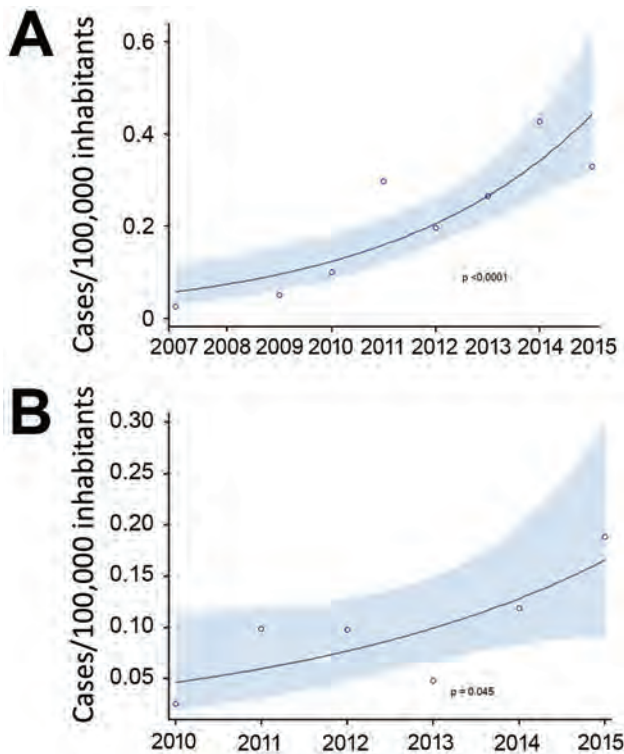 A
Cases/100,000 inhabitants
0.6
0.4
0.2
0
p <0.0001
2007 2008 2009 2010 2011 2012 2013 2014 2015
B
Cases/100,000 inhabitants
0.30
0.25
0.20
0.15
0.10
0.05
p = 0.045
2010 2011 2012 2013 2014 2015